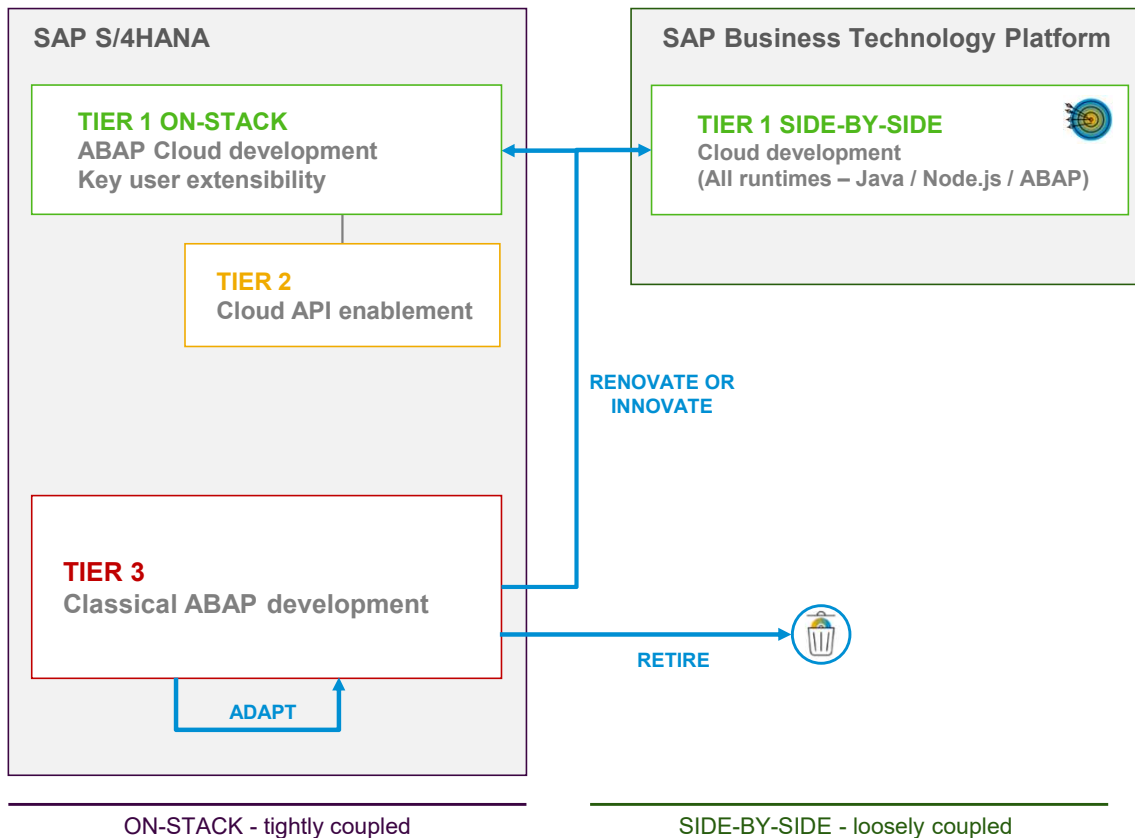 SAP S/4HANA
TIER 1 ON-STACK
ABAP Cloud development
Key user extensibility
TIER 2
Cloud API enablement
TIER 3
Classical ABAP development
ADAPT
SAP Business Technology Platform
TIER 1 SIDE-BY-SIDE
Cloud development
(All runtimes – Java / Node.js / ABAP)
RENOVATE OR
INNOVATE
RETIRE
ON-STACK - tightly coupled
SIDE-BY-SIDE - loosely coupled